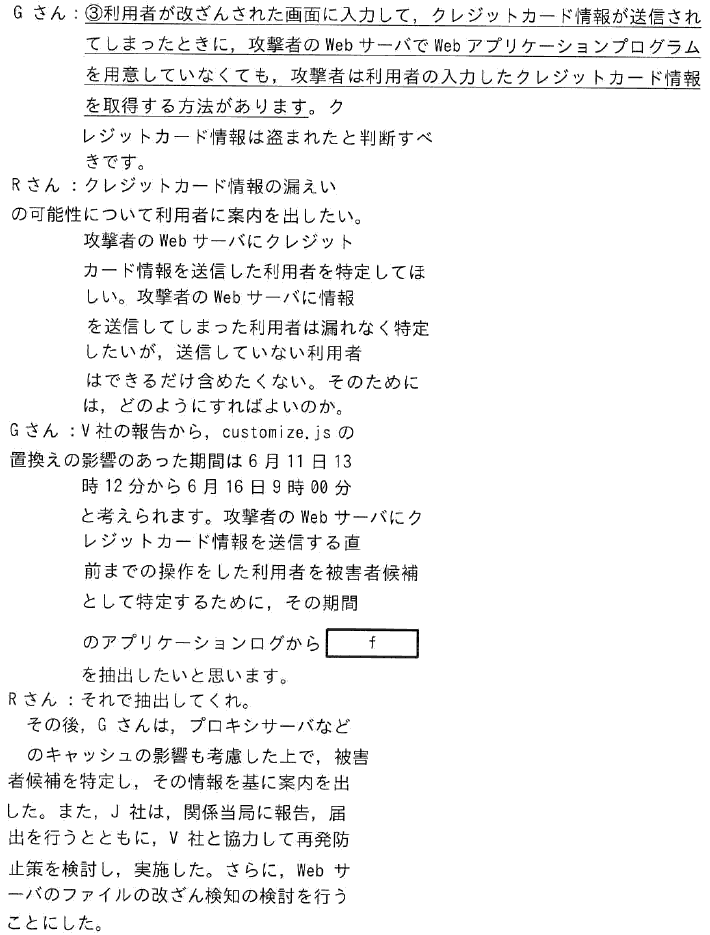 G さん：③利用者が改ざんされた画面に入力して，クレジットカード情報が送信され
てしまったときに，攻撃者の Web サーバで Web アプリケーションプログラム
を用意していなくても，攻撃者は利用者の入力したクレジットカード情報
を取得する方法があります。ク
レジットカード情報は盗まれたと判断すべ
きです。
R さん：クレジットカード情報の漏えい
の可能性について利用者に案内を出したい。
攻撃者の Web サーバにクレジット
カード情報を送信した利用者を特定してほ
しい。攻撃者の Web サーバに情報
を送信してしまった利用者は漏れなく特定
したいが，送信していない利用者
はできるだけ含めたくない。そのために
は，どのようにすればよいのか。
G さん：V 社の報告から，customize.js の
置換えの影響のあった期間は 6 月 11 日 13
時 12 分から 6 月 16 日 9 時 00 分
と考えられます。攻撃者の Web サーバにク
レジットカード情報を送信する直
前までの操作をした利用者を被害者候補
として特定するために，その期間
のアプリケーションログから f
を抽出したいと思います。
R さん：それで抽出してくれ。
その後，G さんは，プロキシサーバなど
のキャッシュの影響も考慮した上で，被害
者候補を特定し，その情報を基に案内を出
した。また，J 社は，関係当局に報告，届
出を行うとともに，V 社と協力して再発防
止策を検討し，実施した。さらに，Web サ
ーバのファイルの改ざん検知の検討を行う
ことにした。